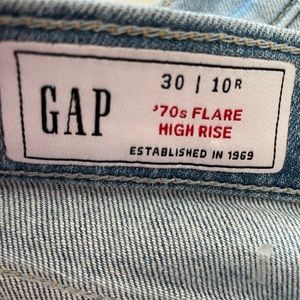 GAP
30 | 10R
'70s FLARE
HIGH RISE
ESTABLISHED IN 1969